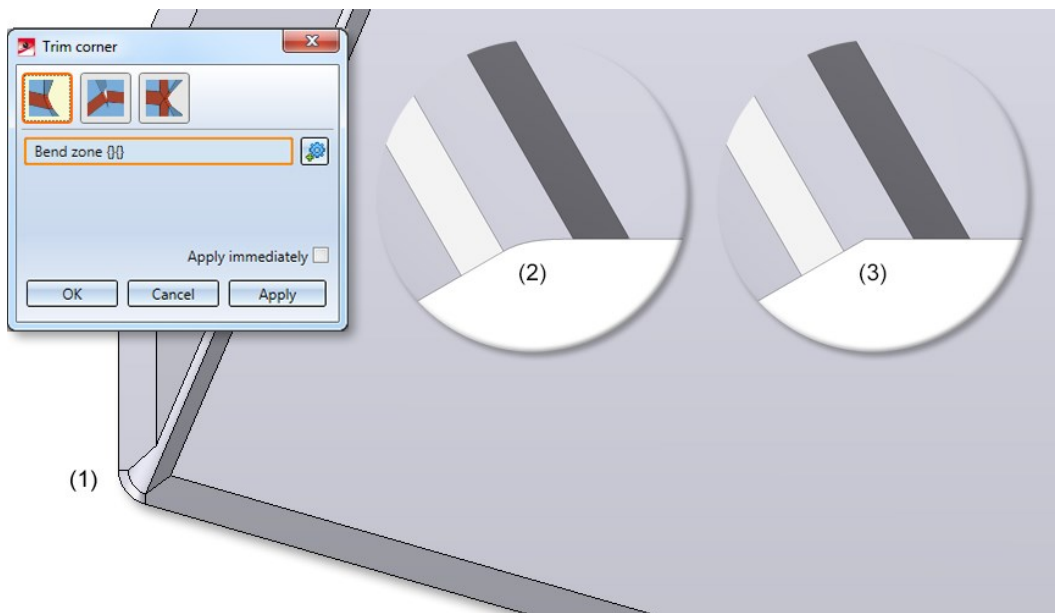 Trim corner
Bend zone {}{}
Apply immediately
OK
Cancel
Apply
(2)
(3)
(1)